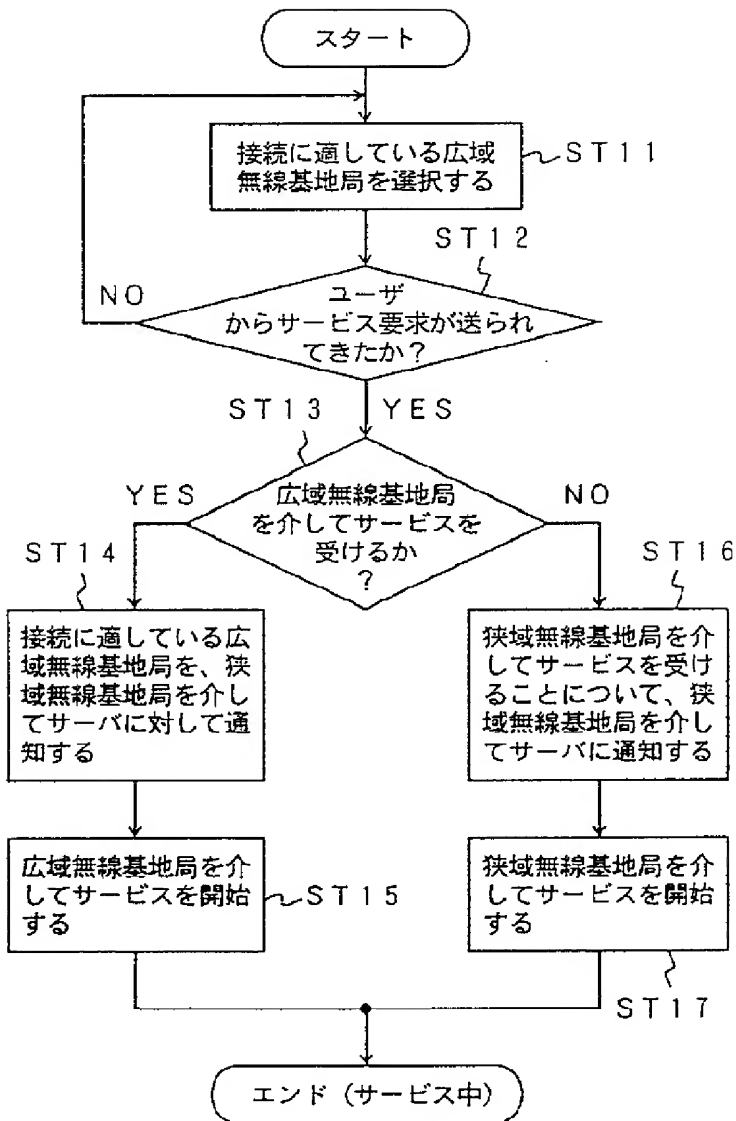 スタート
接続に適している広域
無線基地局を選択する
ST11
ST12
NO
ユーザ
からサービス要求が送られ
てきたか？
ST13
YES
YES
広域無線基地局
を介してサービスを
受けるか
？
NO
ST14
接続に適している広
域無線基地局を、狭
域無線基地局を介し
てサーバに対して通
知する
ST16
狭域無線基地局を介
してサービスを受け
ることについて、狭
域無線基地局を介し
てサーバに通知する
広域無線基地局を介
してサービスを開始
する
ST15
狭域無線基地局を介
してサービスを開始
する
ST17
エンド（サービス中）